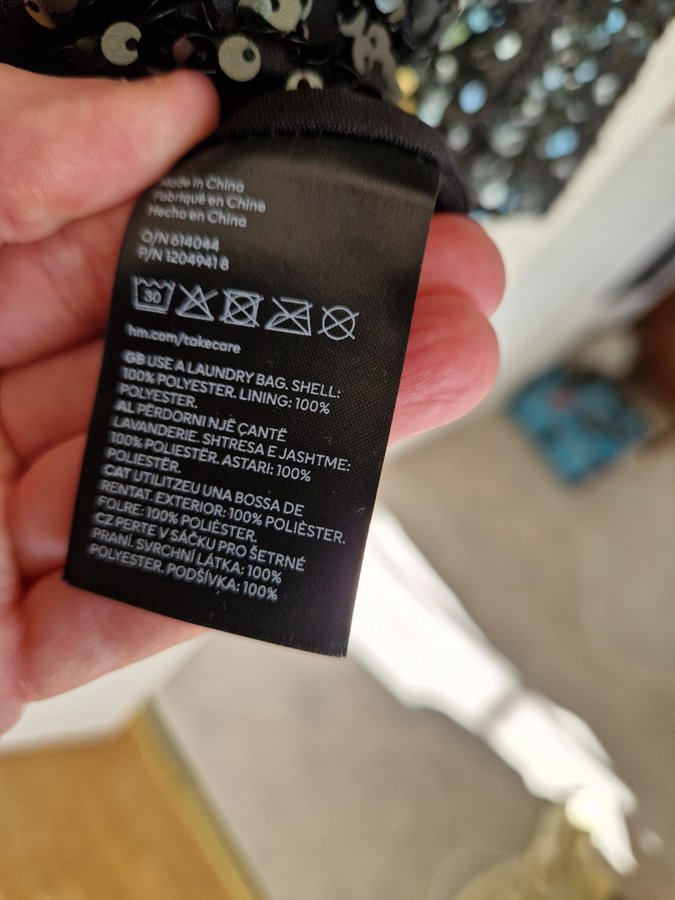 Made in China
Fabriqué en Chine
Hecho en China
O/N 614044
P/N 1204941 8
30
hm.com/takecare
GB USE A LAUNDRY BAG. SHELL:
100% POLYESTER. LINING: 100%
POLYESTER.
AL PËRDORNI NJË ÇANTË
LAVANDERIE. SHTRESA E JASHTME:
100% POLIESTËR. ASTARI: 100%
POLIESTËR.
CAT UTILITZEU UNA BOSSA DE
RENTAT. EXTERIOR: 100% POLIÈSTER.
FOLRE: 100% POLIÈSTER.
CZ PERTE V SÁČKU PRO ŠETRNÉ
PRANÍ. SVRCHNÍ LÁTKA: 100%
POLYESTER. PODŠÍVKA: 100%